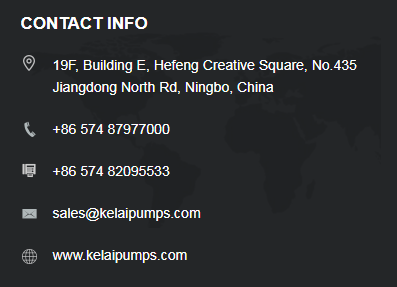 CONTACT INFO
19F, Building E, Hefeng Creative Square, No.435
Jiangdong North Rd, Ningbo, China
+86 574 87977000
+86 574 82095533
sales@kelaipumps.com
www.kelaipumps.com